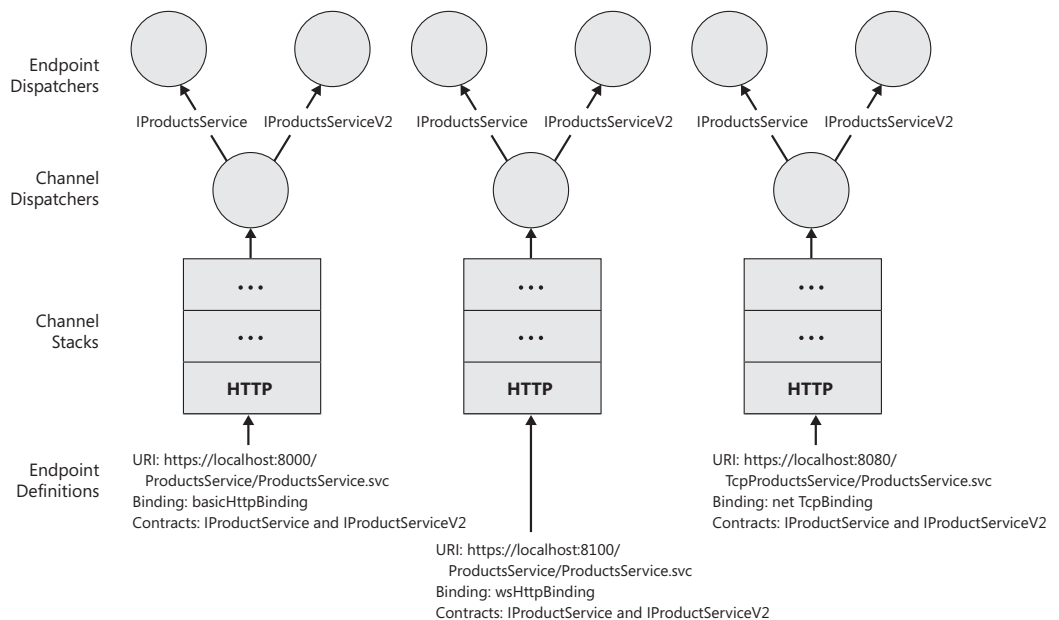 Endpoint
Dispatchers
IProductsService IProductsServiceV2 IProductsService IProductsServiceV2 IProductsService IProductsServiceV2
Channel
Dispatchers
... ... ...
Channel
Stacks
... ... ...
HTTP HTTP HTTP
Endpoint
Definitions
URI: https://localhost:8000/
ProductsService/ProductsService.svc
Binding: basicHttpBinding
Contracts: IProductService and IProductServiceV2
URI: https://localhost:8100/
ProductsService/ProductsService.svc
Binding: wsHttpBinding
Contracts: IProductService and IProductServiceV2
URI: https://localhost:8080/
TcpProductsService/ProductsService.svc
Binding: net TcpBinding
Contracts: IProductService and IProductServiceV2